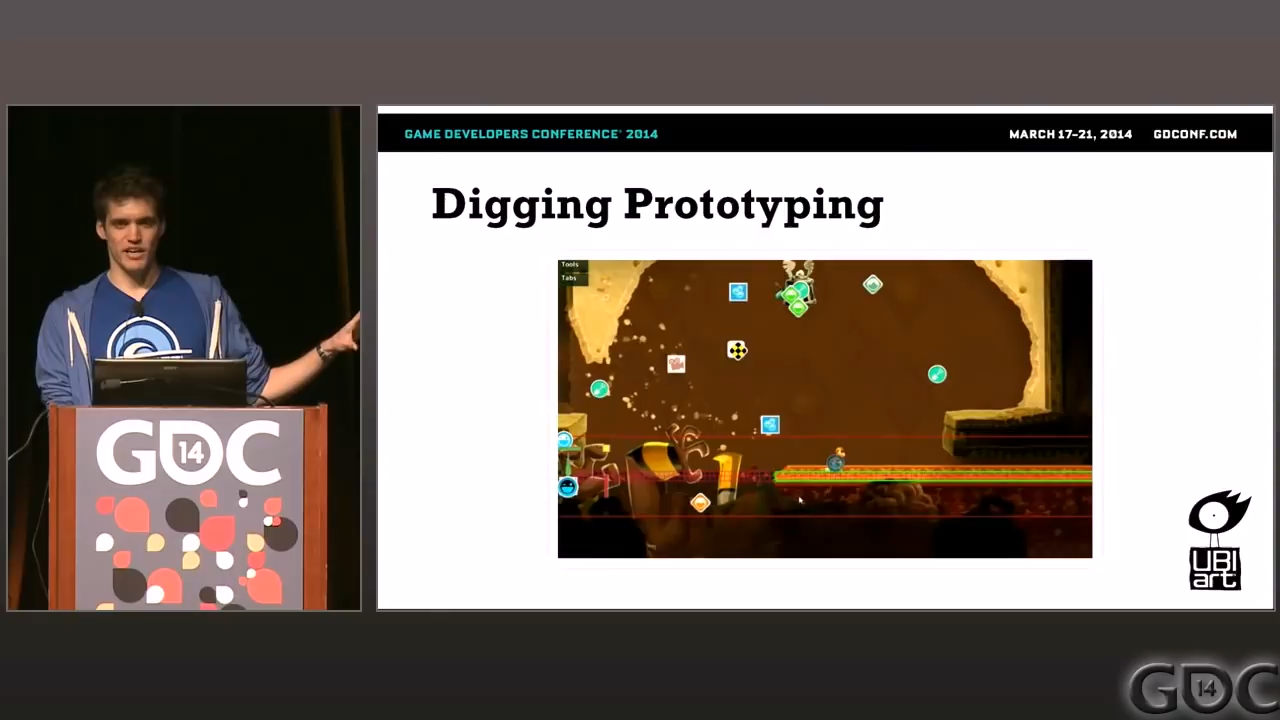 GAME DEVELOPERS CONFERENCE® 2014
MARCH 17–21, 2014 GDCONF.COM
Digging Prototyping
Tools
Tabs
GDC
14
UBI
art
GDC
14